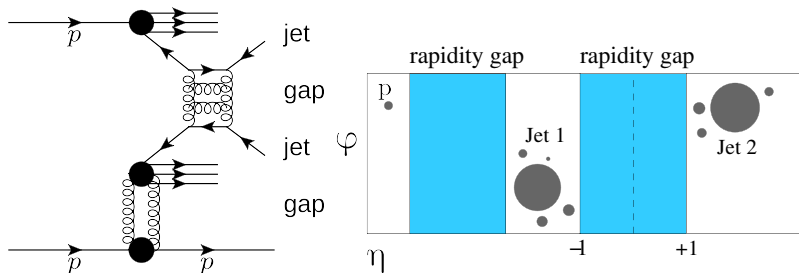 p
jet
gap
jet
gap
p
p
rapidity gap
rapidity gap
p
Jet 1
Jet 2
φ
η
-1
+1